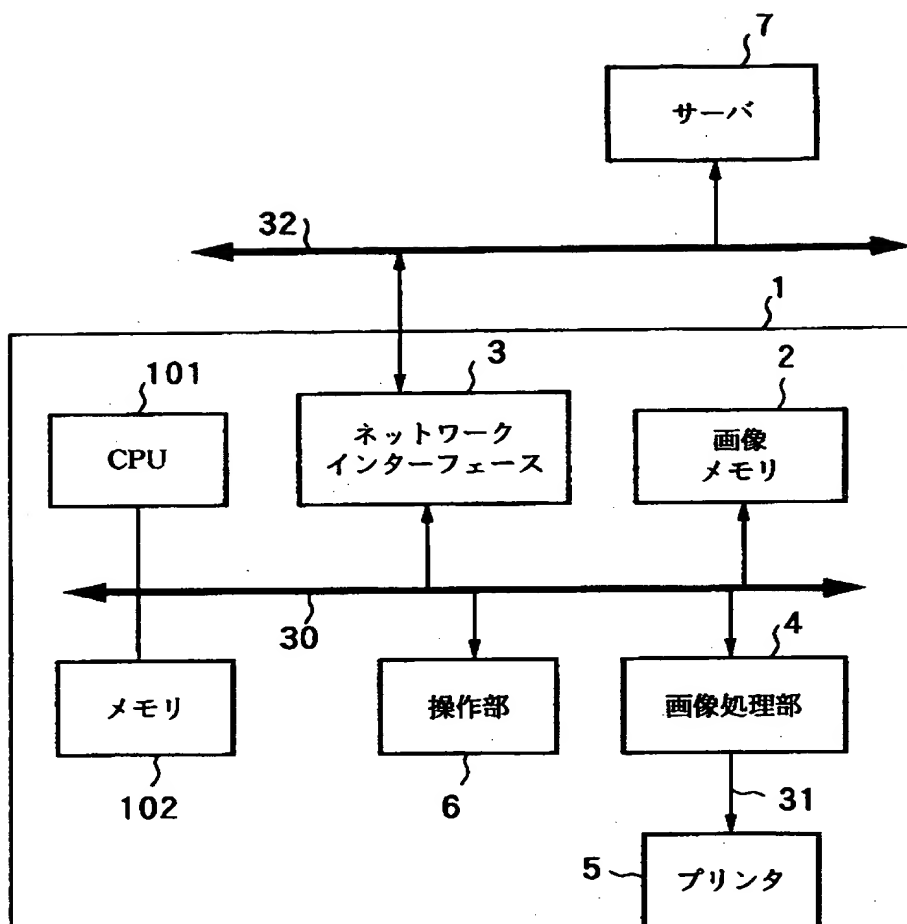 7
サーバ
32
1
101
CPU
3
ネットワーク
インターフェース
2
画像
メモリ
30
メモリ
102
操作部
6
4
画像処理部
31
5
プリンタ